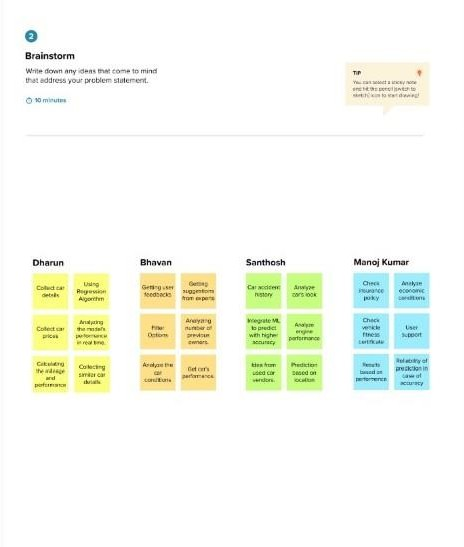 2
Brainstorm
Write down any ideas that come to mind
that address your problem statement.
10 minutes
TIP
You can select a sticky note
and hit the pencil [switch to
sketch] icon to start drawing!
Dharun
Collect car
details
Using
Regression
Algorithm
Collect car
prices
Analyzing
the model's
performance
in real time.
Calculating
the mileage
and
performance
Collecting
similar car
details
Bhavan
Getting user
feedbacks
Getting
suggestions
from experts
Filter
Options
Analyzing
number of
previous
owners.
Analyze the
car
conditions
Get car's
performance.
Santhosh
Car accident
history
Analyze
car's look
Integrate ML
to predict
with higher
accuracy
Analyze
engine
performance
Idea from
used car
vendors.
Prediction
based on
location
Manoj Kumar
Check
insurance
policy
Analyze
economic
conditions
Check
vehicle
fitness
certificate
User
support
Results
based on
performance
Reliability of
prediction in
case of
accuracy